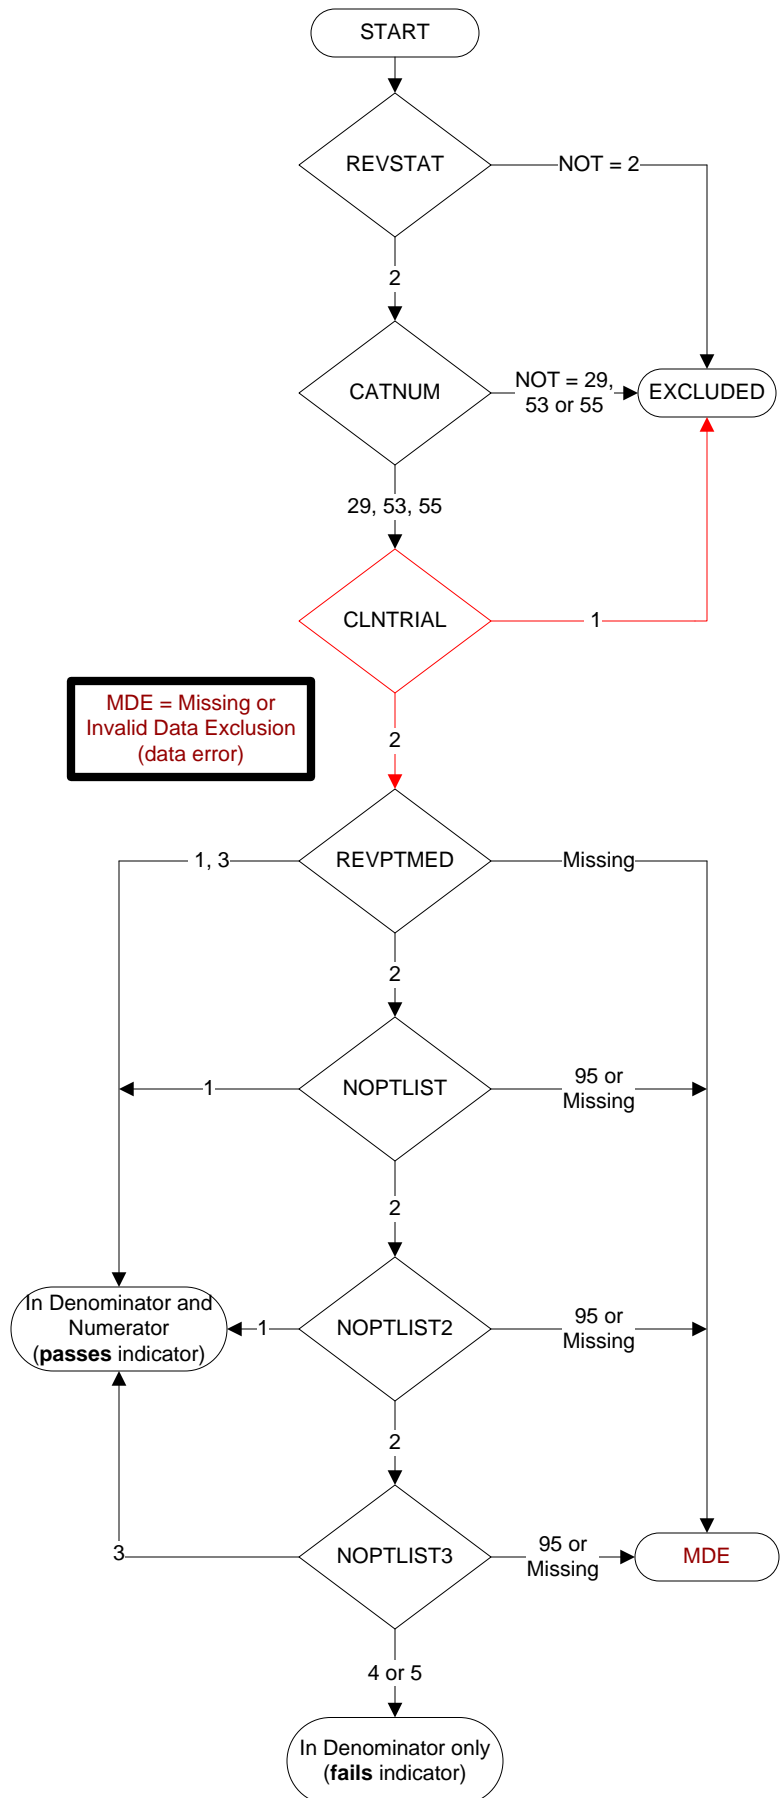 START
REVSTAT
NOT = 2
2
CATNUM
NOT = 29,
53 or 55
EXCLUDED
29, 53, 55
CLNTRIAL
1
MDE = Missing or
Invalid Data Exclusion
(data error)
2
1, 3
REVPTMED
Missing
2
1
NOPTLIST
95 or
Missing
2
In Denominator and
Numerator
(passes indicator)
1
NOPTLIST2
95 or
Missing
2
3
NOPTLIST3
95 or
Missing
MDE
4 or 5
In Denominator only
(fails indicator)